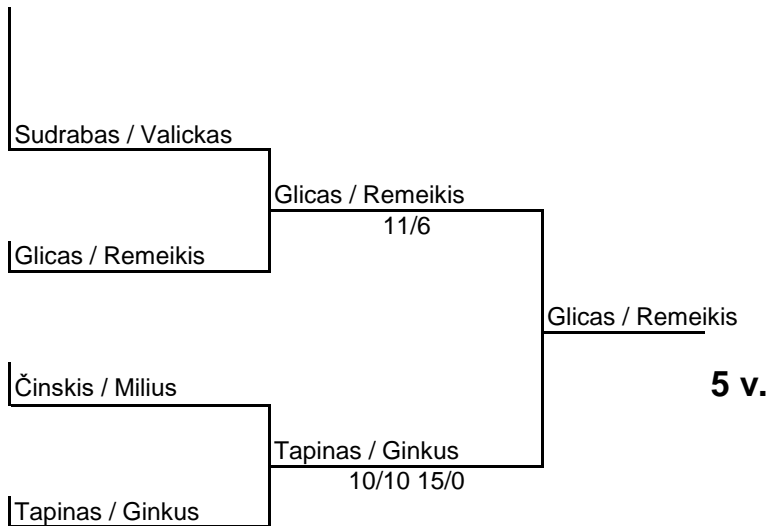 Sudrabas / Valickas
Glicas / Remeikis
11/6
Glicas / Remeikis
Glicas / Remeikis
Činskis / Milius
5 v.
Tapinas / Ginkus
10/10 15/0
Tapinas / Ginkus